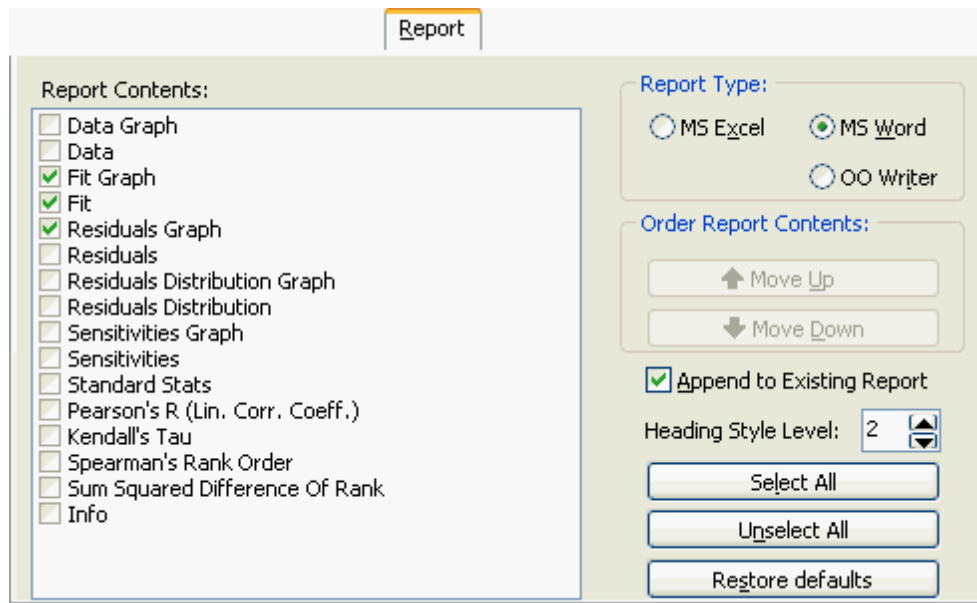 Report
Report Contents:
Data Graph
Data
Fit Graph
Fit
Residuals Graph
Residuals
Residuals Distribution Graph
Residuals Distribution
Sensitivities Graph
Sensitivities
Standard Stats
Pearson's R (Lin. Corr. Coeff.)
Kendall's Tau
Spearman's Rank Order
Sum Squared Difference Of Rank
Info
Report Type:
MS Excel
MS Word
OO Writer
Order Report Contents:
Move Up
Move Down
Append to Existing Report
Heading Style Level: 2
Select All
Unselect All
Restore defaults